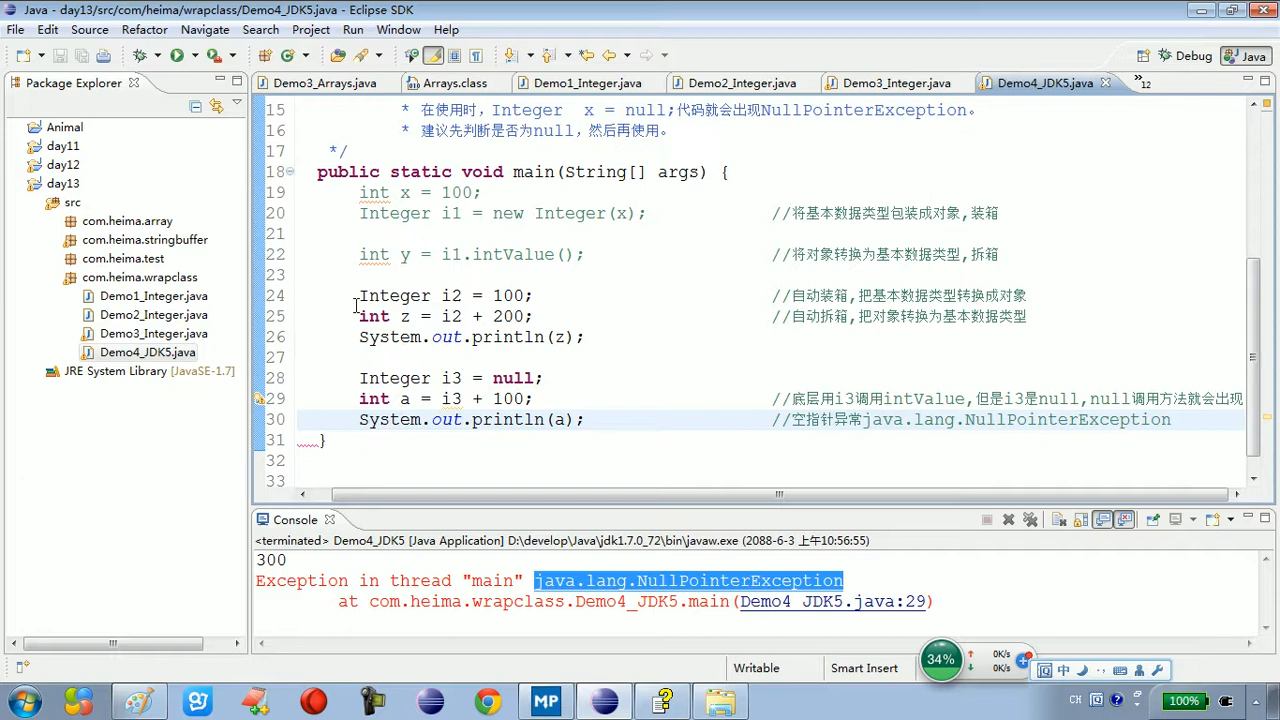 Java - day13/src/com/heima/wrapclass/Demo4_JDK5.java - Eclipse SDK
File Edit Source Refactor Navigate Search Project Run Window Help
Debug Java
Package Explorer
Demo3_Arrays.java Arrays.class Demo1_Integer.java Demo2_Integer.java Demo3_Integer.java Demo4_JDK5.java »12
Animal
day11
day12
day13
src
com.heima.array
com.heima.stringbuffer
com.heima.test
com.heima.wrapclass
Demo1_Integer.java
Demo2_Integer.java
Demo3_Integer.java
Demo4_JDK5.java
JRE System Library [JavaSE-1.7]
15 * 在使用时，Integer x = null;代码就会出现NullPointerException。
16 * 建议先判断是否为null，然后再使用。
17 */
18 public static void main(String[] args) {
19 int x = 100;
20 Integer i1 = new Integer(x); //将基本数据类型包装成对象,装箱
21
22 int y = i1.intValue(); //将对象转换为基本数据类型,拆箱
23
24 Integer i2 = 100; //自动装箱,把基本数据类型转换成对象
25 int z = i2 + 200; //自动拆箱,把对象转换为基本数据类型
26 System.out.println(z);
27
28 Integer i3 = null;
29 int a = i3 + 100; //底层用i3调用intValue,但是i3是null,null调用方法就会出现
30 System.out.println(a); //空指针异常java.lang.NullPointerException
31 }
32
33
Console
<terminated> Demo4_JDK5 [Java Application] D:\develop\Java\jdk1.7.0_72\bin\javaw.exe (2088-6-3 上午10:56:55)
300
Exception in thread "main" java.lang.NullPointerException
at com.heima.wrapclass.Demo4_JDK5.main(Demo4_JDK5.java:29)
Writable Smart Insert
34% 0K/s
0K/s
中
MP CH 100%